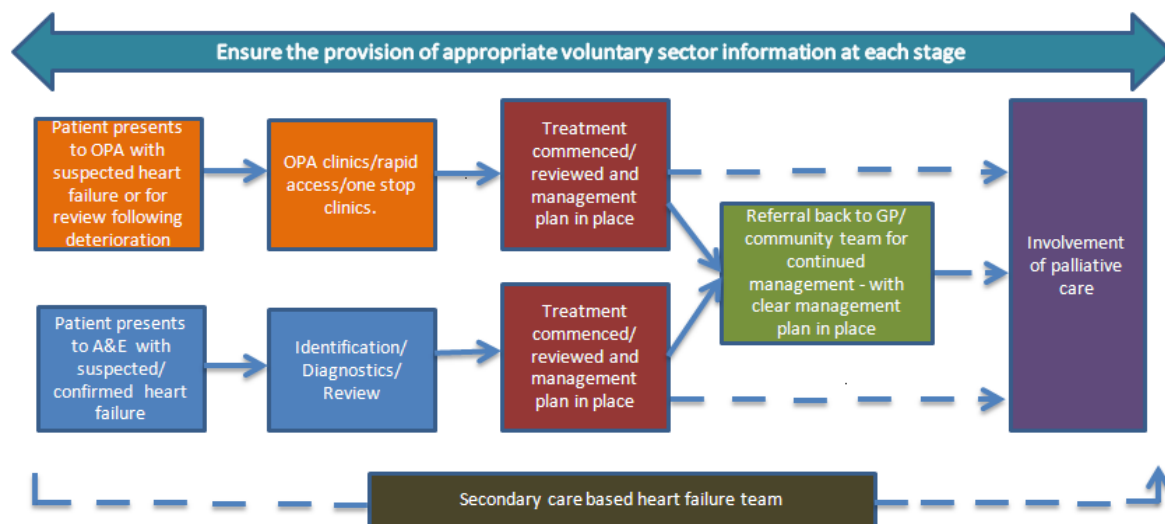 Ensure the provision of appropriate voluntary sector information at each stage
Patient presents
to OPA with
suspected heart
failure or for
review following
deterioration
OPA clinics/rapid
access/one stop
clinics.
Treatment
commenced/
reviewed and
management
plan in place
Referral back to GP/
community team for
continued
management - with
clear management
plan in place
Involvement
of palliative
care
Patient presents
to A&E with
suspected/
confirmed heart
failure
Identification/
Diagnostics/
Review
Treatment
commenced/
reviewed and
management
plan in place
Secondary care based heart failure team